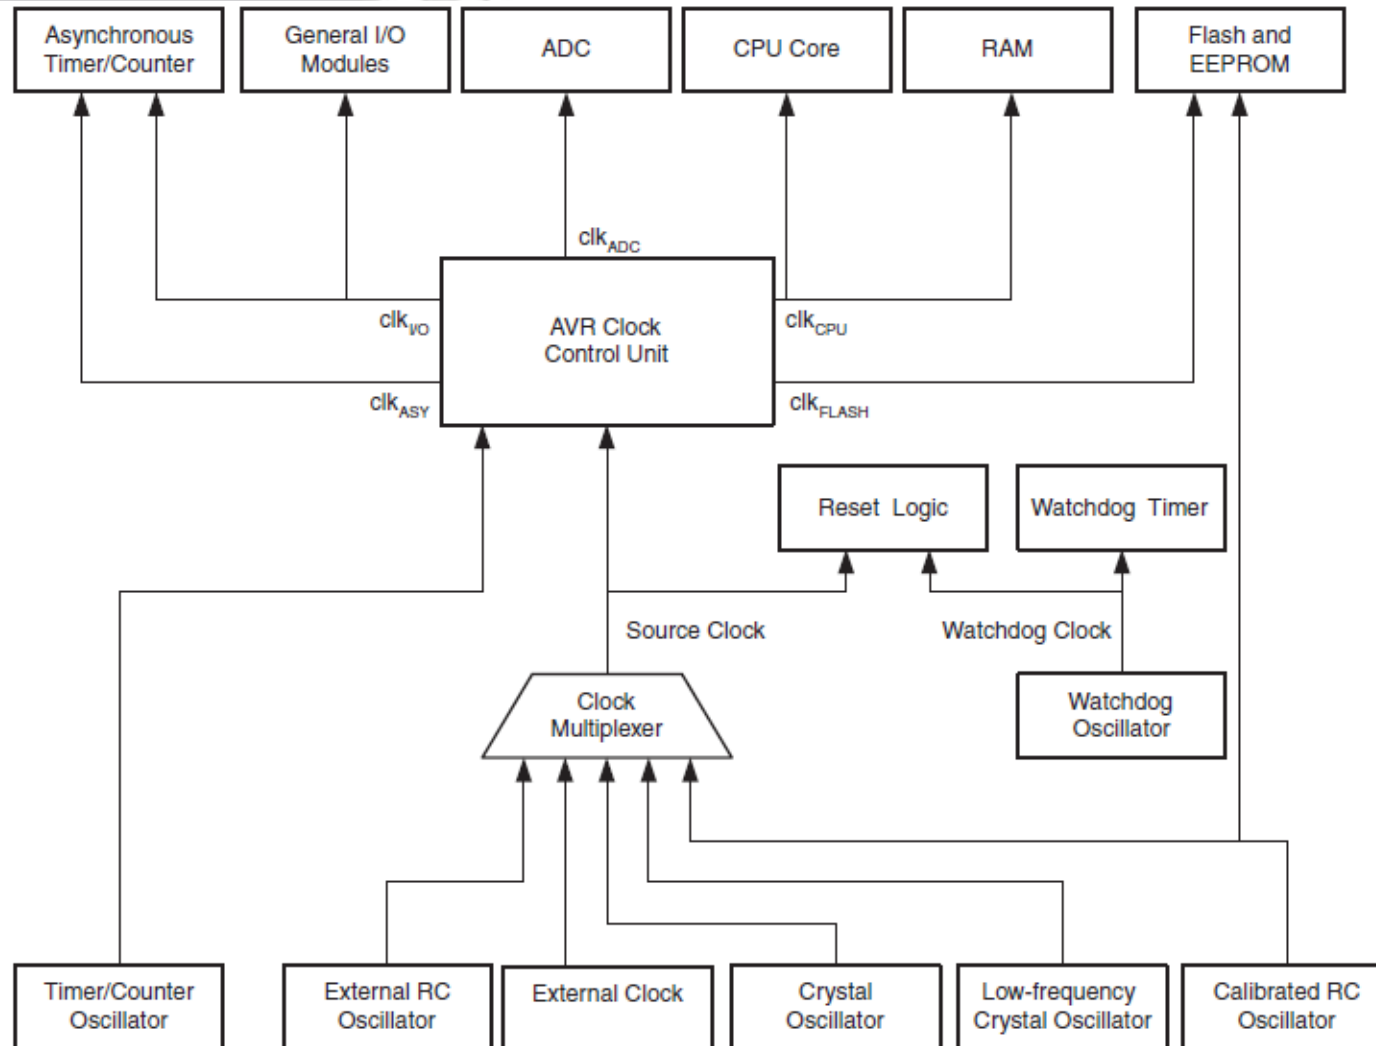 Asynchronous
Timer/Counter
General I/O
Modules
ADC
CPU Core
RAM
Flash and
EEPROM
clkADC
clkI/O
clkCPU
AVR Clock
Control Unit
clkASY
clkFLASH
Reset Logic
Watchdog Timer
Source Clock
Watchdog Clock
Clock
Multiplexer
Watchdog
Oscillator
Timer/Counter
Oscillator
External RC
Oscillator
External Clock
Crystal
Oscillator
Low-frequency
Crystal Oscillator
Calibrated RC
Oscillator